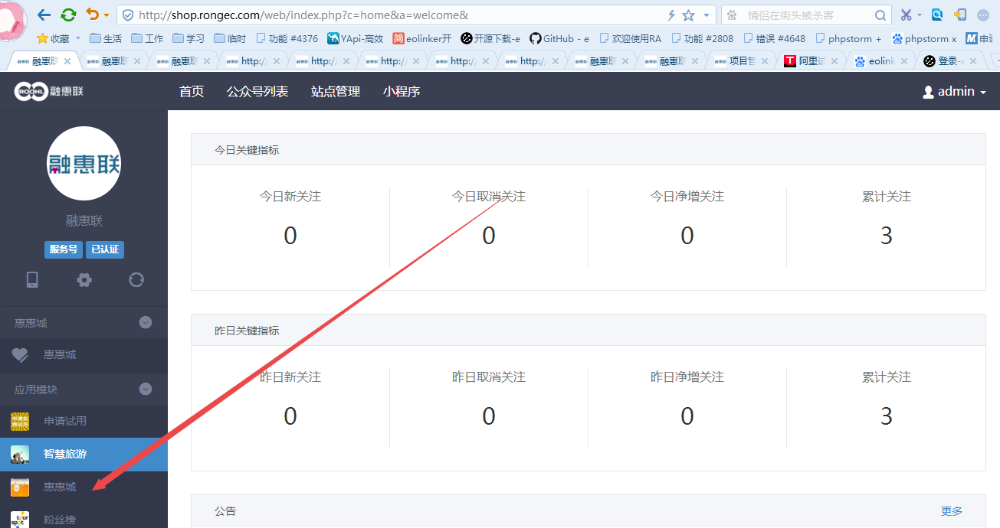 http://shop.rongec.com/web/index.php?c=home&a=welcome&
情侣在街头被杀害
收藏 生活 工作 学习 临时 功能 #4376 YApi-高效 简 eolinker开 开源下载-e GitHub - e 欢迎使用RA 功能 #2808 错误 #4648 phpstorm + phpstorm x M 申请
融惠联 融惠联 融惠联 http:/ http:/ http:/ http:/ http:/ 融惠联 融惠联 项目管 T 阿里试 eolink 登录-e
ROOHL 融惠联 首页 公众号列表 站点管理 小程序 admin
融惠联
融惠联
服务号 已认证
惠惠城
惠惠城
应用模块
申请试用
智慧旅游
惠惠城
tour spot 粉丝榜
今日关键指标
今日新关注 今日取消关注 今日净增关注 累计关注
0 0 0 3
昨日关键指标
昨日新关注 昨日取消关注 昨日净增关注 累计关注
0 0 0 3
公告 更多